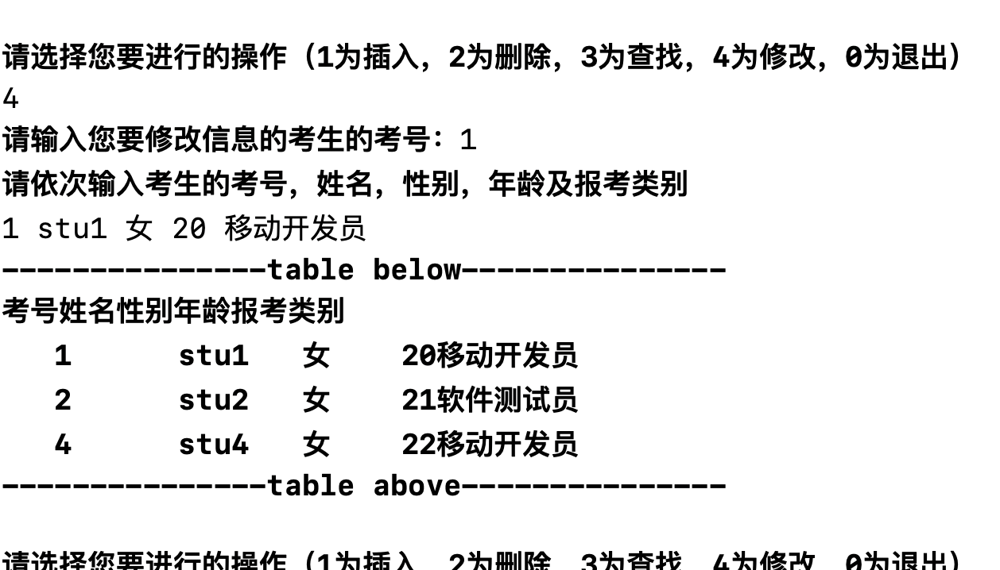 请选择您要进行的操作（1为插入，2为删除，3为查找，4为修改，0为退出）
4
请输入您要修改信息的考生的考号：1
请依次输入考生的考号，姓名，性别，年龄及报考类别
1 stu1 女 20 移动开发员
---------------table below---------------
考号姓名性别年龄报考类别
1 stu1 女 20移动开发员
2 stu2 女 21软件测试员
4 stu4 女 22移动开发员
---------------table above---------------
请选择您要进行的操作（1为插入，2为删除，3为查找，4为修改，0为退出）